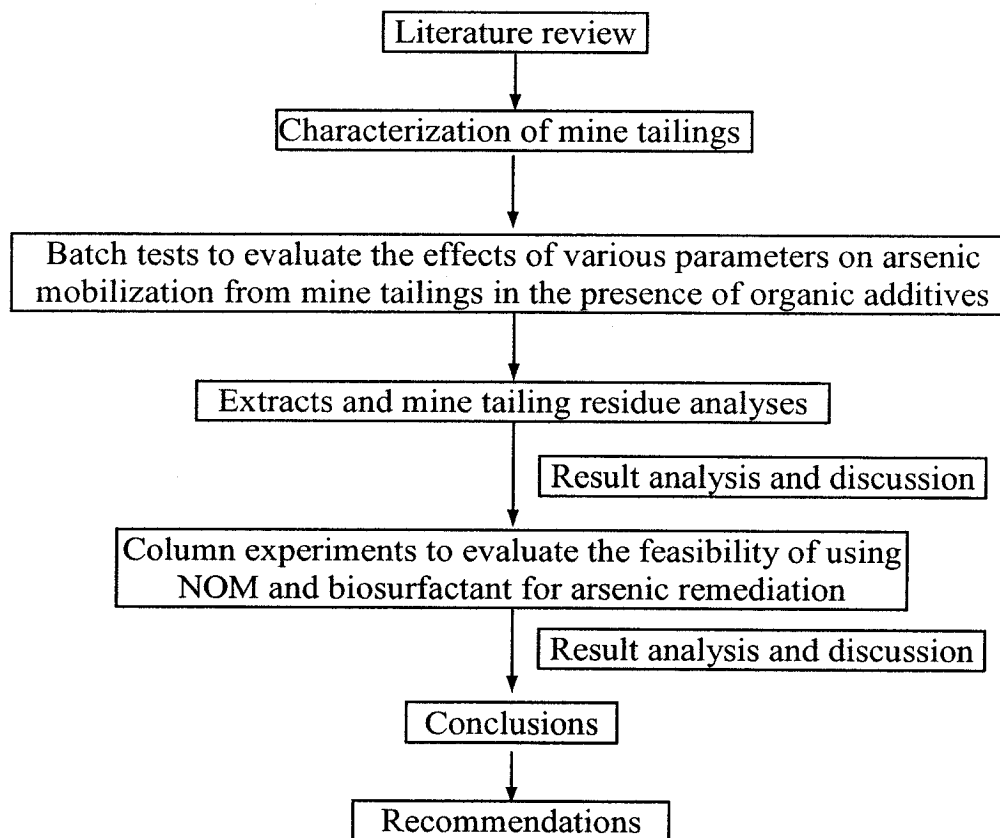 Literature review
Characterization of mine tailings
Batch tests to evaluate the effects of various parameters on arsenic
mobilization from mine tailings in the presence of organic additives
Extracts and mine tailing residue analyses
Result analysis and discussion
Column experiments to evaluate the feasibility of using
NOM and biosurfactant for arsenic remediation
Result analysis and discussion
Conclusions
Recommendations